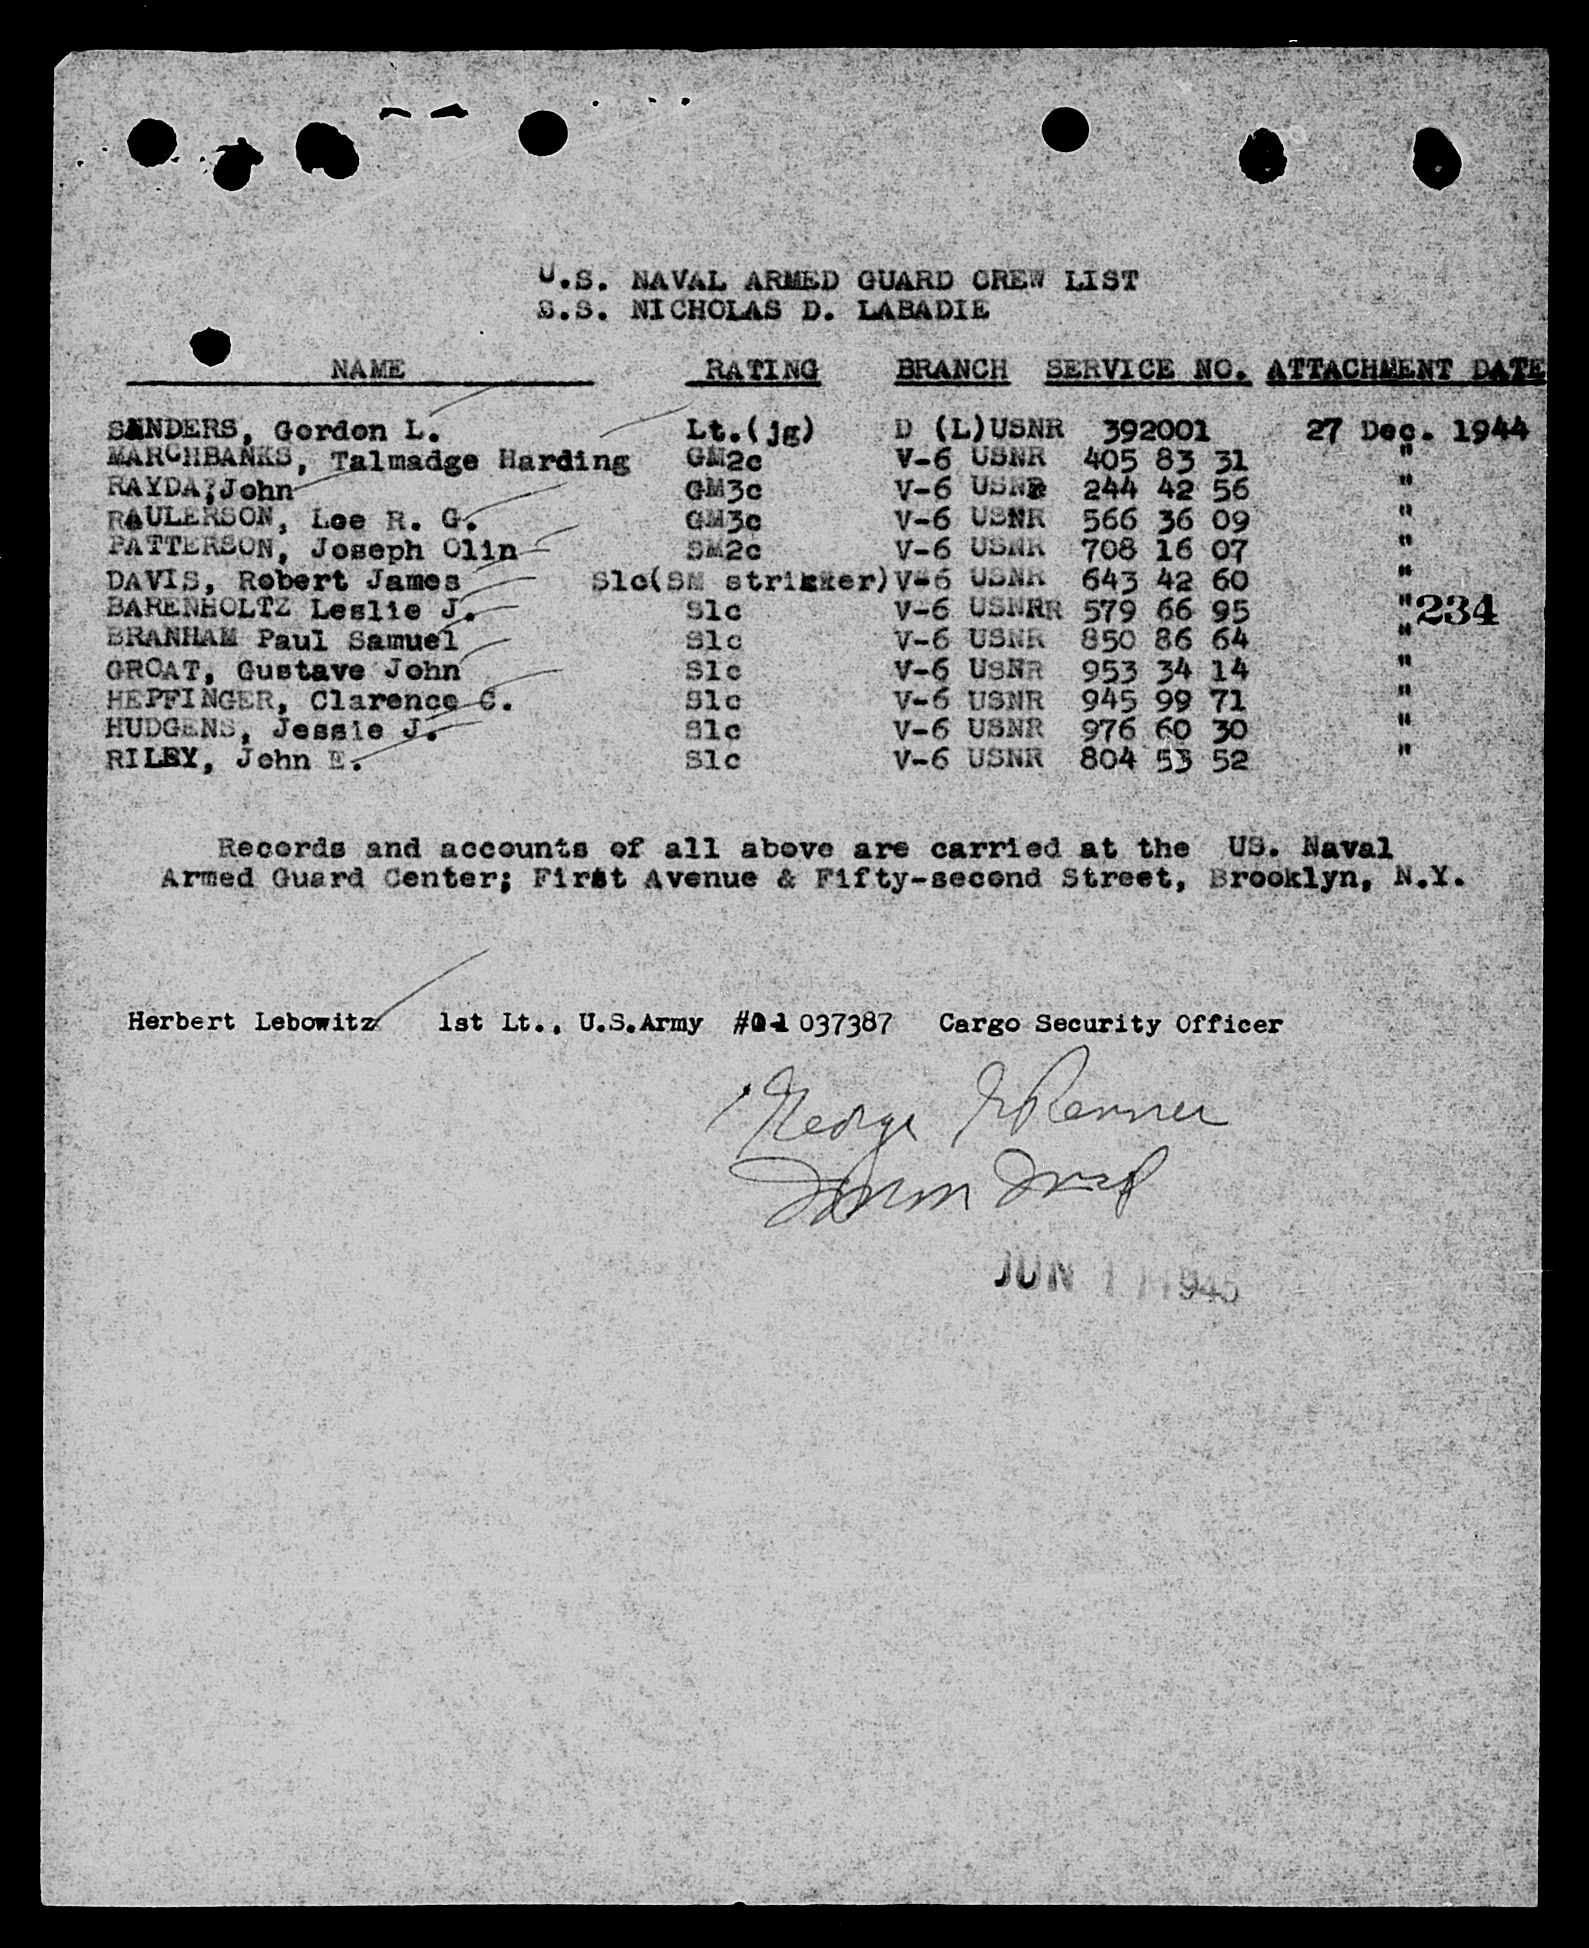 U.S. NAVAL ARMED GUARD CREW LIST
S.S. NICHOLAS D. LABADIE
NAME RATING BRANCH SERVICE NO. ATTACHMENT DATE
SANDERS, Gordon L. Lt.(jg) D (L)USNR 392001 27 Dec. 1944
MARCHBANKS, Talmadge Harding GM2c V-6 USNR 405 83 31 "
RAYDA,John GM3c V-6 USNR 244 42 56 "
RAULERSON, Lee R. G. GM3c V-6 USNR 566 36 09 "
PATTERSON, Joseph Olin SM2c V-6 USNR 708 16 07 "
DAVIS, Robert James S1c(SM striker) V-6 USNR 643 42 60 "
BARENHOLTZ Leslie J. S1c V-6 USNRR 579 66 95 " 234
BRANHAM Paul Samuel S1c V-6 USNR 850 86 64 "
GROAT, Gustave John S1c V-6 USNR 953 34 14 "
HEPFINGER, Clarence C. S1c V-6 USNR 945 99 71 "
HUDGENS, Jessie J. S1c V-6 USNR 976 60 30 "
RILEY, John E. S1c V-6 USNR 804 53 52 "
Records and accounts of all above are carried at the US. Naval
Armed Guard Center; First Avenue & Fifty-second Street, Brooklyn, N.Y.
Herbert Lebowitz 1st Lt., U.S.Army #O-1 037387 Cargo Security Officer
George Renner
JUN 1945